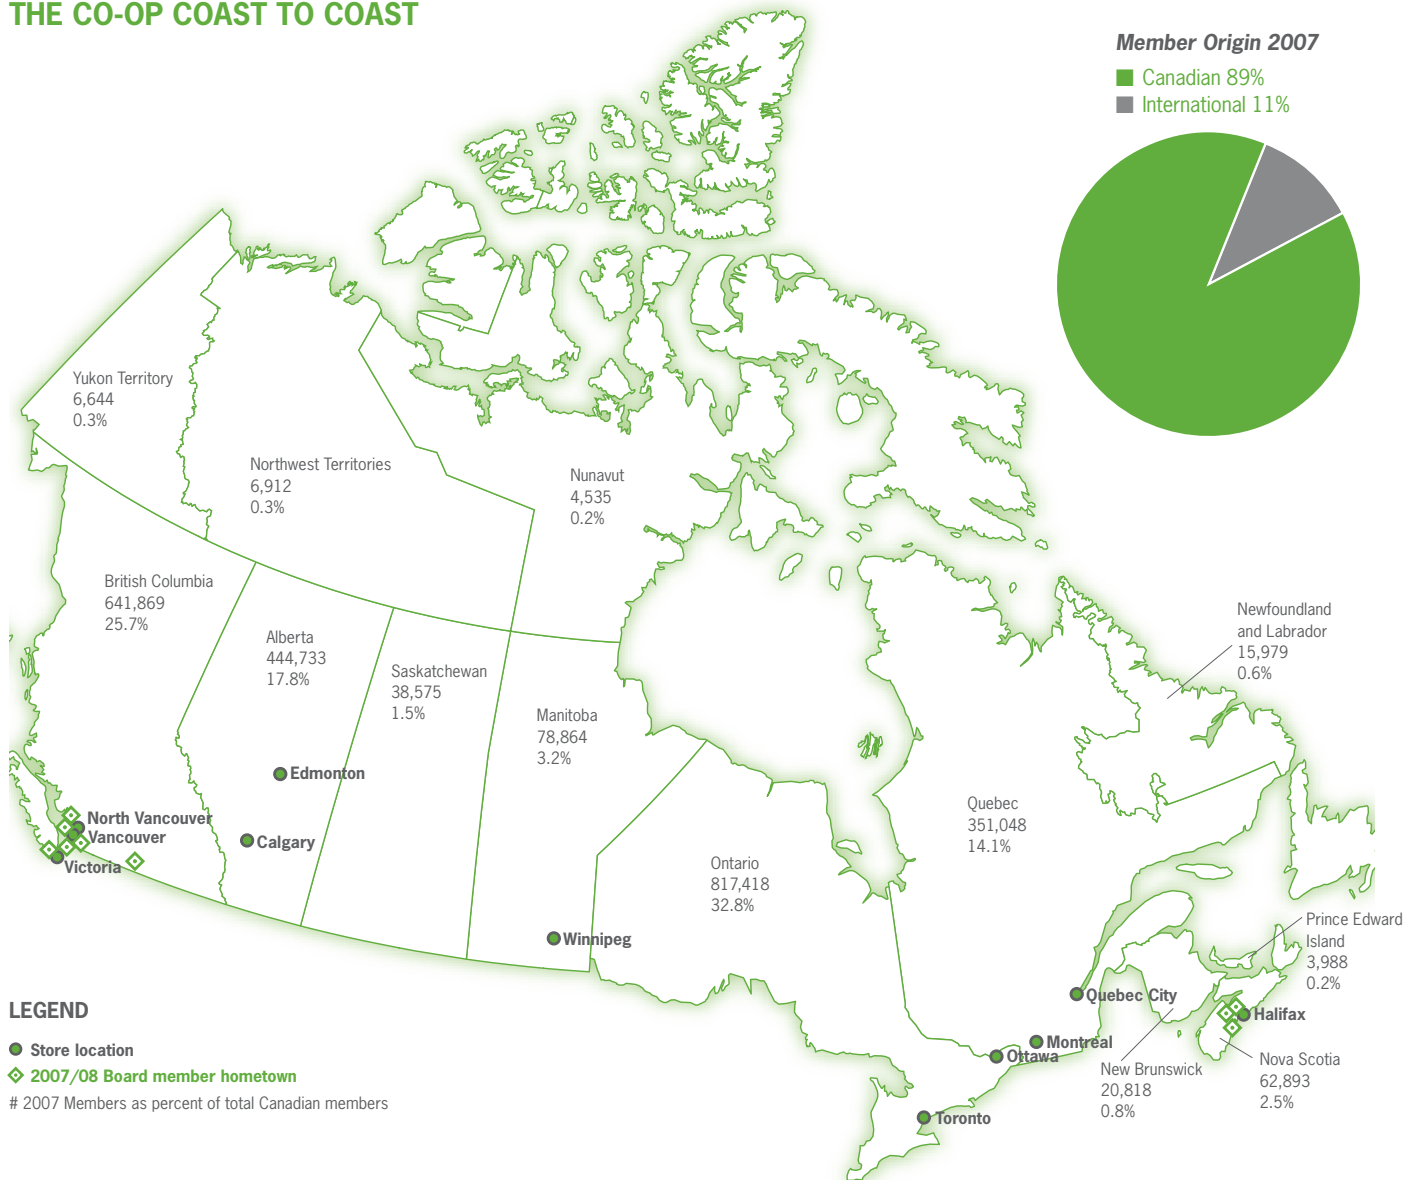 THE CO-OP COAST TO COAST
Member Origin 2007
Canadian 89%
International 11%
Yukon Territory
6,644
0.3%
Northwest Territories
6,912
0.3%
Nunavut
4,535
0.2%
British Columbia
641,869
25.7%
Alberta
444,733
17.8%
Saskatchewan
38,575
1.5%
Manitoba
78,864
3.2%
Ontario
817,418
32.8%
Quebec
351,048
14.1%
Newfoundland
and Labrador
15,979
0.6%
Prince Edward
Island
3,988
0.2%
Nova Scotia
62,893
2.5%
New Brunswick
20,818
0.8%
Edmonton
Calgary
North Vancouver
Vancouver
Victoria
Winnipeg
Quebec City
Montreal
Ottawa
Toronto
Halifax
LEGEND
Store location
2007/08 Board member hometown
# 2007 Members as percent of total Canadian members